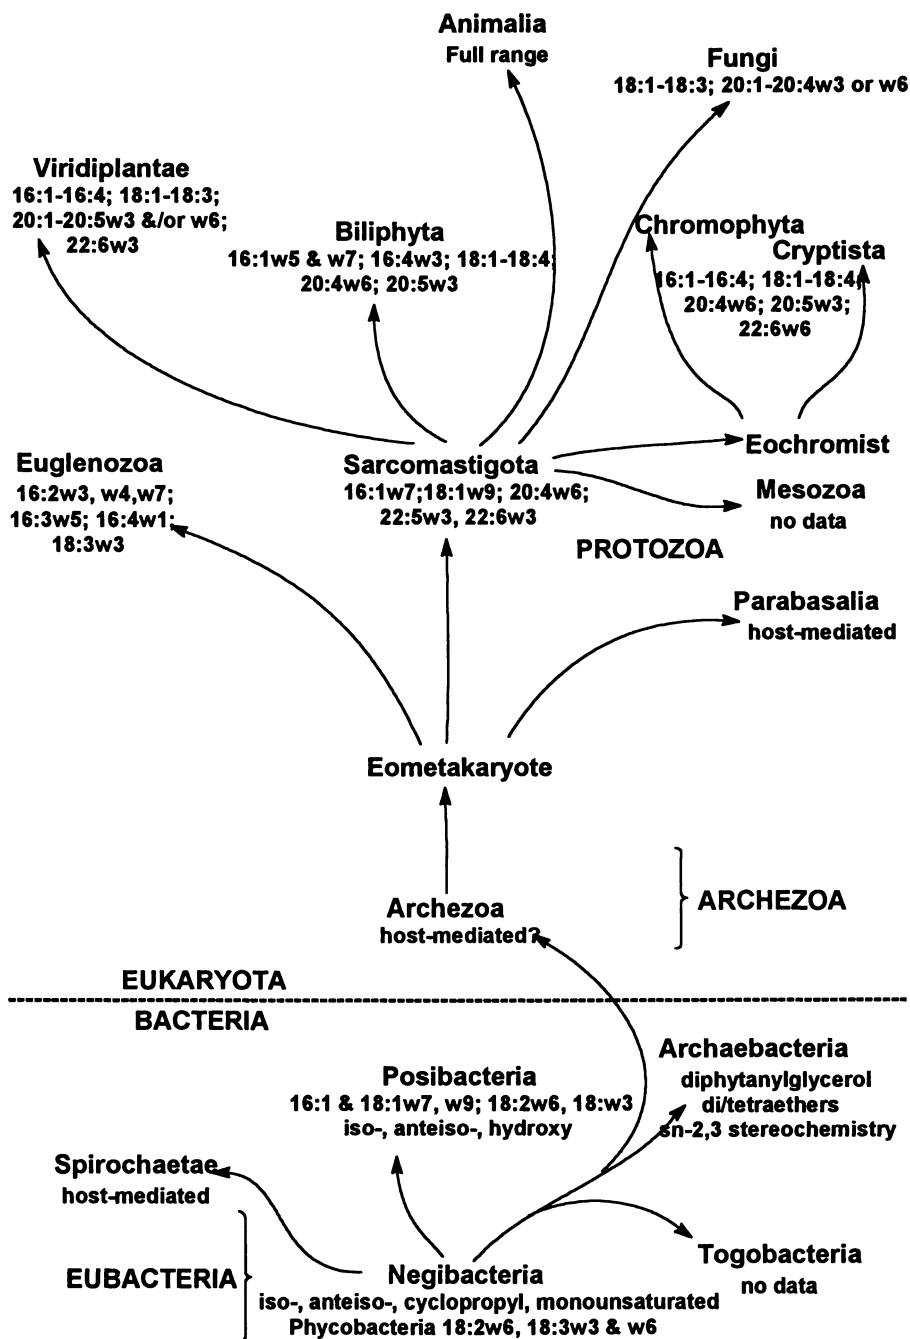 Animalia
Full range
Fungi
18:1-18:3; 20:1-20:4w3 or w6
Viridiplantae
16:1-16:4; 18:1-18:3;
20:1-20:5w3 &/or w6;
22:6w3
Biliphyta
16:1w5 & w7; 16:4w3; 18:1-18:4;
20:4w6; 20:5w3
Chromophyta
Cryptista
16:1-16:4; 18:1-18:4;
20:4w6; 20:5w3;
22:6w6
Euglenozoa
16:2w3, w4,w7;
16:3w5; 16:4w1;
18:3w3
Sarcomastigota
16:1w7;18:1w9; 20:4w6;
22:5w3, 22:6w3
Eochromist
Mesozoa
no data
PROTOZOA
Parabasalia
host-mediated
Eometakaryote
Archezoa
host-mediated?
ARCHEZOA
EUKARYOTA
BACTERIA
Archaebacteria
diphytanylglycerol
di/tetraethers
sn-2,3 stereochemistry
Posibacteria
16:1 & 18:1w7, w9; 18:2w6, 18:w3
iso-, anteiso-, hydroxy
Spirochaetae
host-mediated
Togobacteria
no data
EUBACTERIA
Negibacteria
iso-, anteiso-, cyclopropyl, monounsaturated
Phycobacteria 18:2w6, 18:3w3 & w6